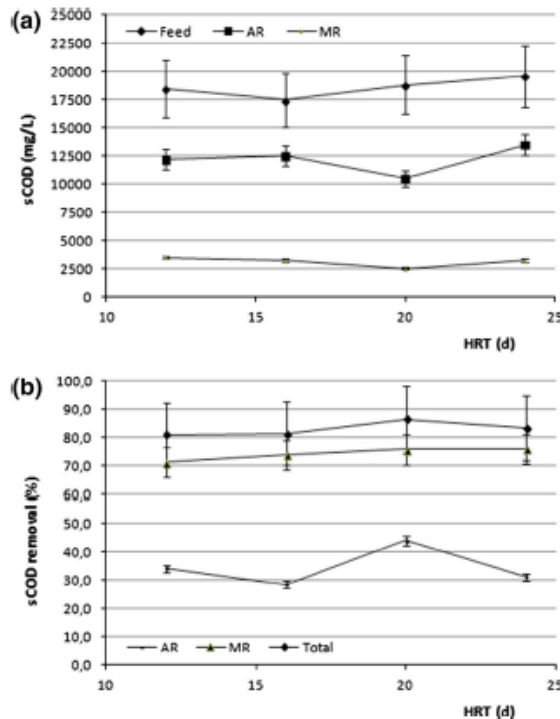 (a)
Feed AR MR
sCOD (mg/L)
25000
22500
20000
17500
15000
12500
10000
7500
5000
2500
0
10 15 20 25
HRT (d)
(b)
sCOD removal (%)
100,0
90,0
80,0
70,0
60,0
50,0
40,0
30,0
20,0
10,0
0,0
AR MR Total
10 15 20 25
HRT (d)